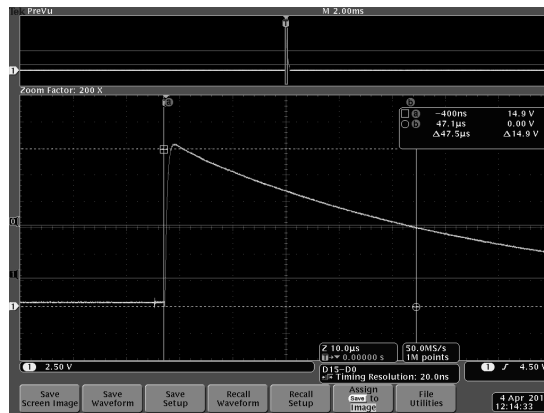 Tek PreVu
M 2.00ms
T
1
Zoom Factor: 200 X
a
b
a -400ns 14.9 V
b 47.1µs 0.00 V
Δ47.5µs Δ14.9 V
1
Z 10.0µs
T 0.00000 s
50.0MS/s
1M points
1 2.50 V
D15-D0
Timing Resolution: 20.0ns
1 4.50 V
Save
Screen Image
Save
Waveform
Save
Setup
Recall
Waveform
Recall
Setup
Assign
Save to
Image
File
Utilities
4 Apr 201
12:14:33